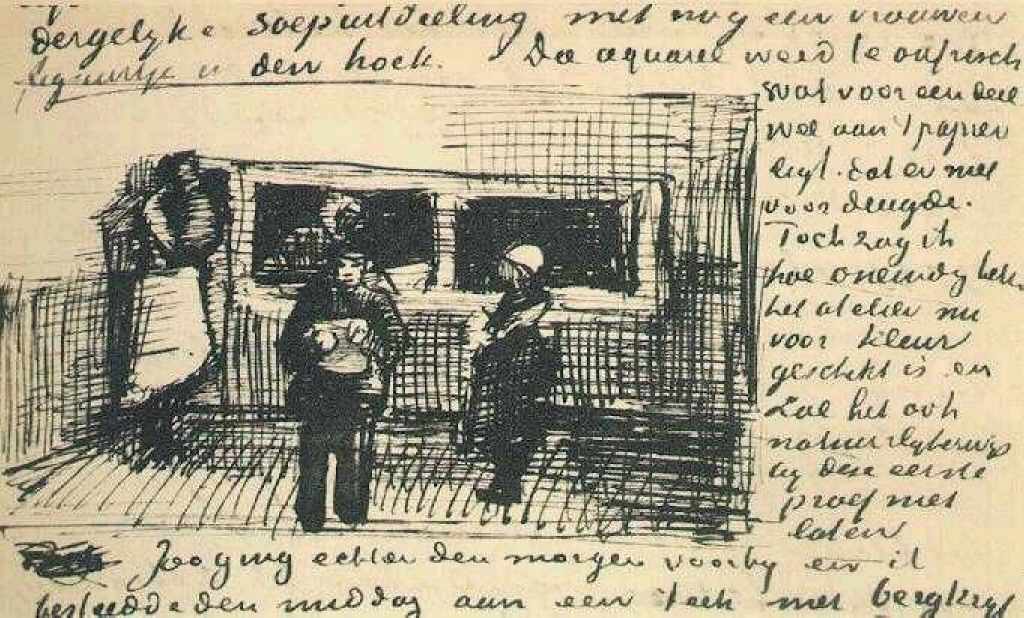 dergelyke soepuitdeeling met nog een vrouwen
figuurtje in den hoek. De aquarel werd te onfrisch
wat voor een deel
wel aan 't papier
ligt. dat er niet
voor deugde.
Toch zag ik
hoe oneindig beter
het atelier nu
voor kleur
geschikt is en
zal het ook
natuurlykerwys
by deze eerste
proef niet
laten
Zoo ging echter den morgen voorby en ik
besteedde den middag aan een teek met bergkryt